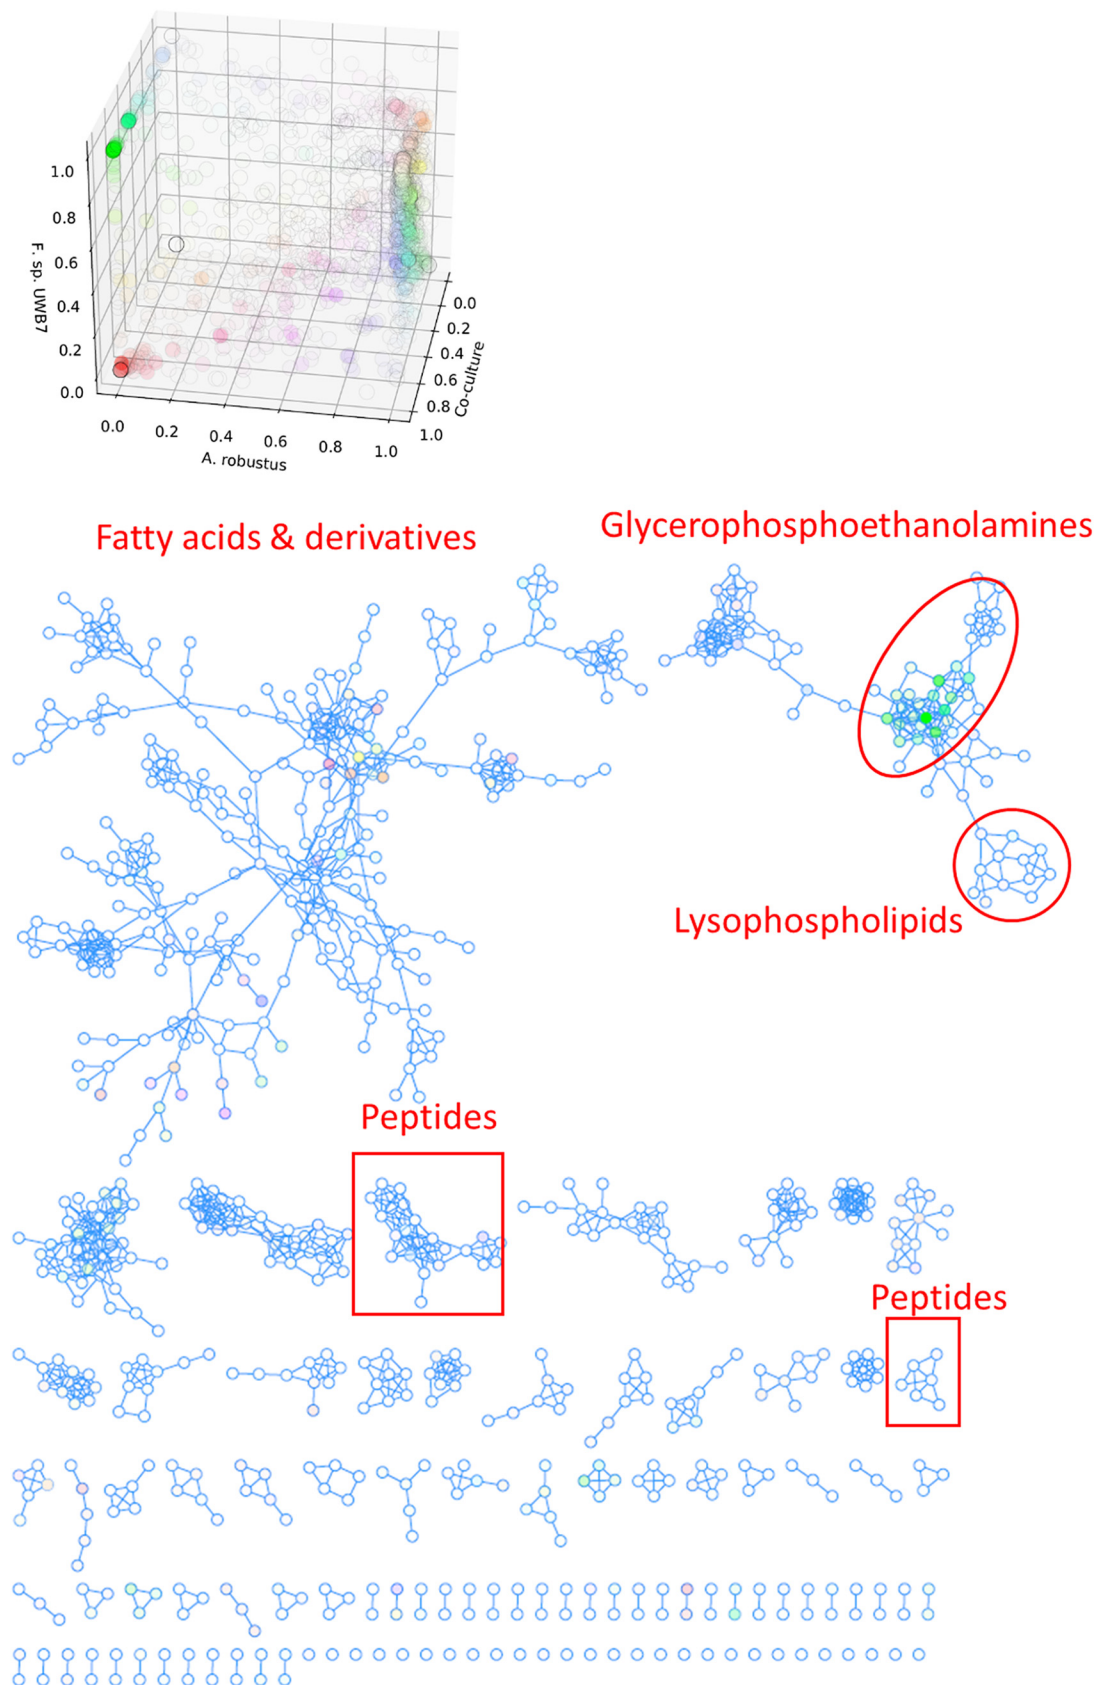 1.0
0.8
0.6
0.4
0.2
0.0
F. sp. UWB7
0.0
0.2
0.4
0.6
0.8
1.0
A. robustus
0.0
0.2
0.4
0.6
0.8
1.0
Co-culture
Fatty acids & derivatives
Glycerophosphoethanolamines
Lysophospholipids
Peptides
Peptides